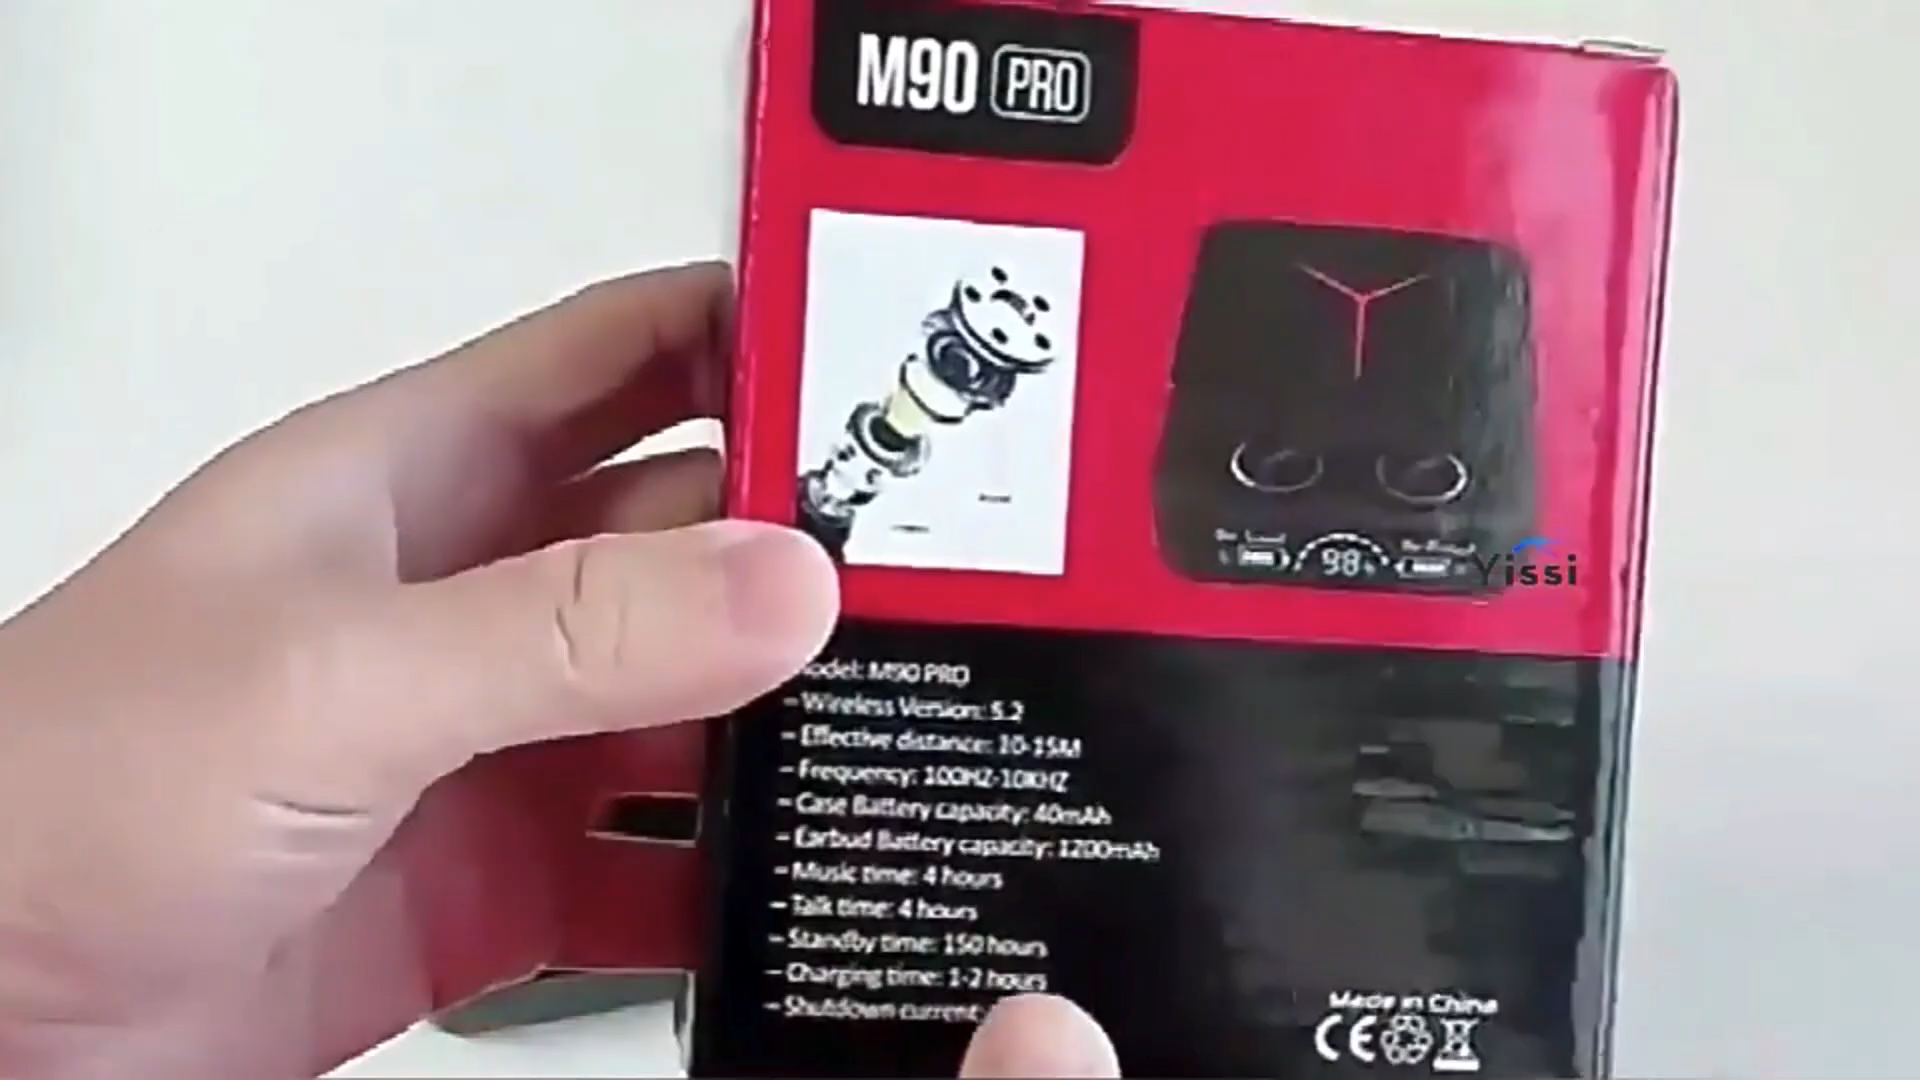 M90 PRO
98%
Yissi
Model: M90 PRO
- Wireless Version: 5.2
- Effective distance: 10-15M
- Frequency: 100HZ-10KHZ
- Case Battery capacity: 40mAh
- Earbud Battery capacity: 1200mAh
- Music time: 4 hours
- Talk time: 4 hours
- Standby time: 150 hours
- Charging time: 1-2 hours
- Shutdown current:
Made in China
CE